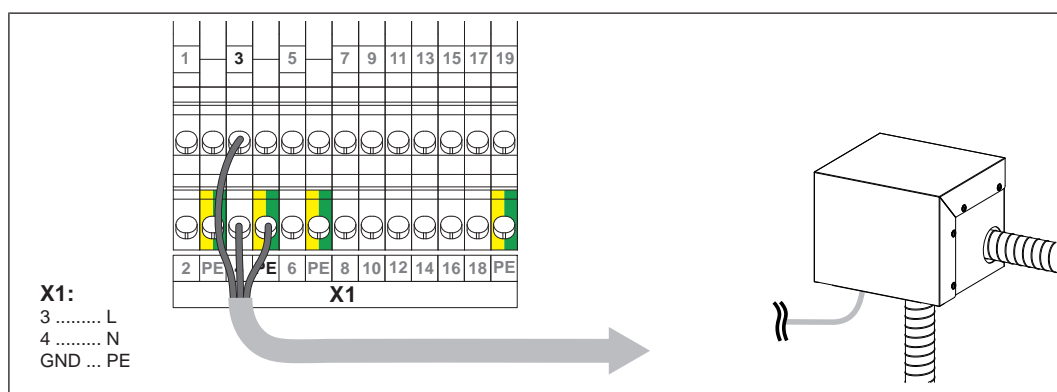 1 3 5 7 9 11 13 15 17 19
2 PE PE 6 PE 8 10 12 14 16 18 PE
X1
X1:
3 ......... L
4 ......... N
GND ... PE